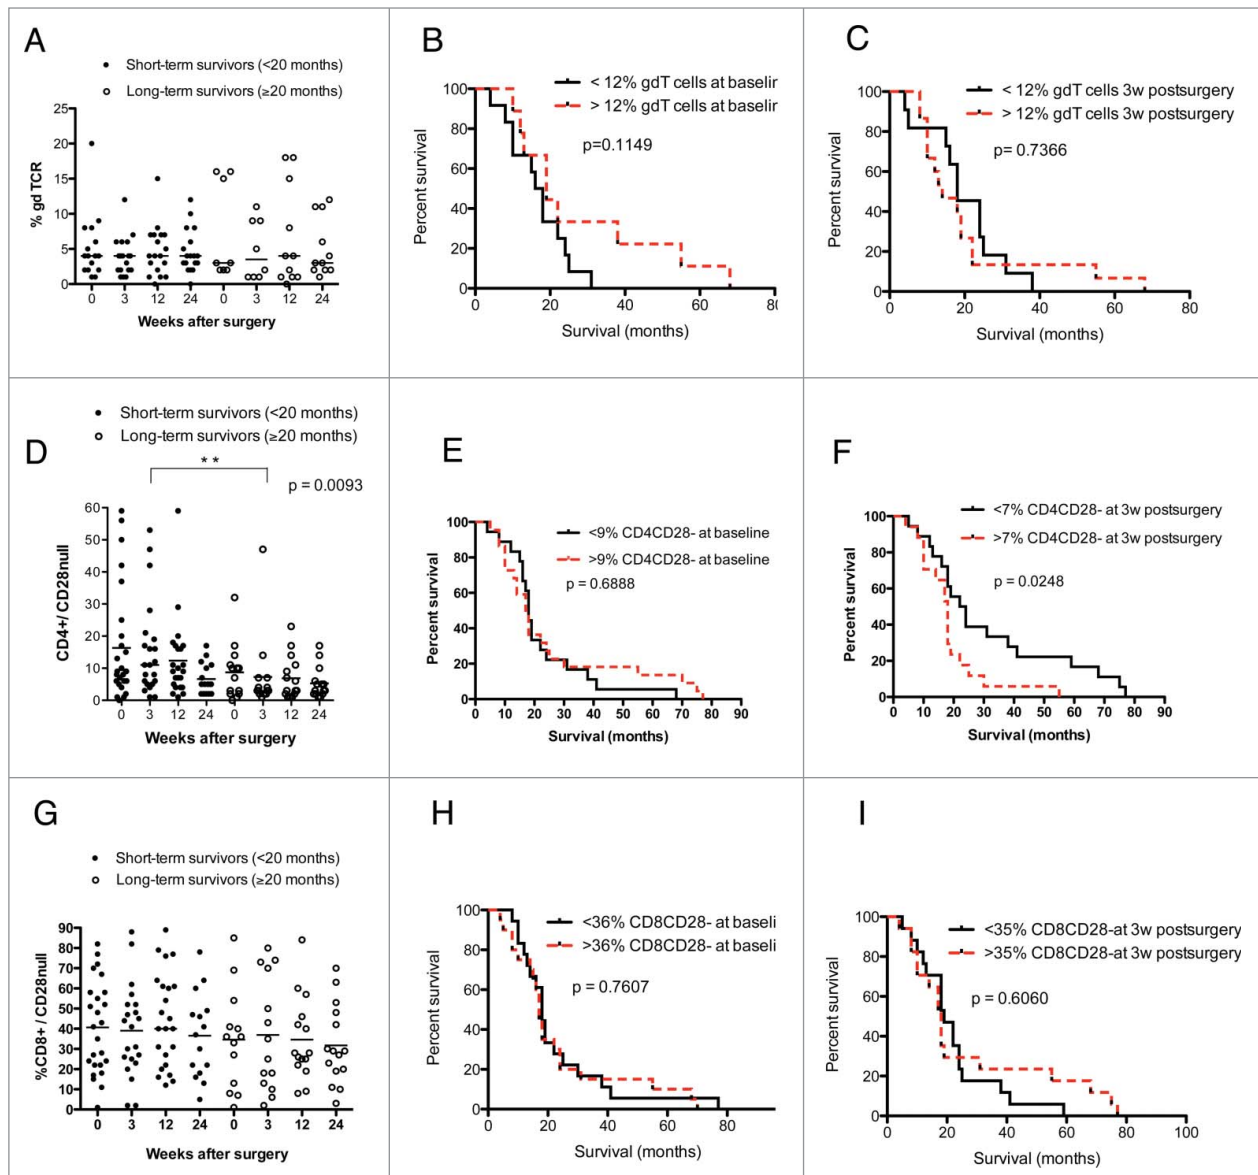 A
Short-term survivors (<20 months)
Long-term survivors (≥20 months)
25
20
15
10
5
0
% gd TCR
0 3 12 24 0 3 12 24
Weeks after surgery
B
< 12% gdT cells at baselir
> 12% gdT cells at baselir
p=0.1149
100
80
60
40
20
0
Percent survival
0 20 40 60 80
Survival (months)
C
< 12% gdT cells 3w postsurgery
> 12% gdT cells 3w postsurgery
p= 0.7366
100
80
60
40
20
0
Percent survival
0 20 40 60 80
Survival (months)
D
Short-term survivors (<20 months)
Long-term survivors (≥20 months)
* *
p = 0.0093
60
50
40
30
20
10
0
CD4+/ CD28null
0 3 12 24 0 3 12 24
Weeks after surgery
E
<9% CD4CD28- at baseline
>9% CD4CD28- at baseline
p = 0.6888
100
80
60
40
20
0
Percent survival
0 10 20 30 40 50 60 70 80 90
Survival (months)
F
<7% CD4CD28- at 3w postsurgery
>7% CD4CD28- at 3w postsurgery
p = 0.0248
100
80
60
40
20
0
Percent survival
0 10 20 30 40 50 60 70 80 90
Survival (months)
G
Short-term survivors (<20 months)
Long-term survivors (≥20 months)
90
80
70
60
50
40
30
20
10
0
%CD8+ / CD28null
0 3 12 24 0 3 12 24
Weeks after surgery
H
<36% CD8CD28- at baseli
>36% CD8CD28- at baseli
p = 0.7607
100
80
60
40
20
0
Percent survival
0 20 40 60 80
Survival (months)
I
<35% CD8CD28-at 3w postsurgery
>35% CD8CD28-at 3w postsurgery
p = 0.6060
100
80
60
40
20
0
Percent survival
0 20 40 60 80 100
Survival (months)